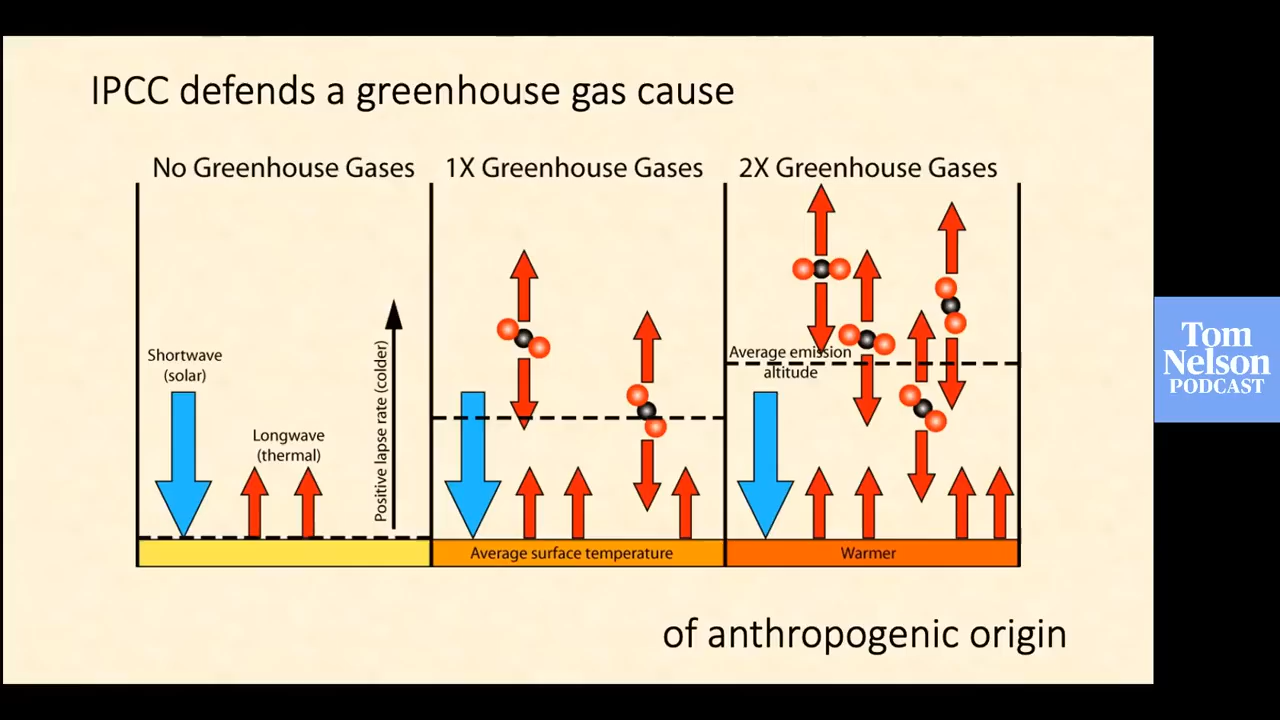 IPCC defends a greenhouse gas cause
No Greenhouse Gases
1X Greenhouse Gases
2X Greenhouse Gases
Shortwave
(solar)
Longwave
(thermal)
Positive lapse rate (colder)
Average emission
altitude
Average surface temperature
Warmer
of anthropogenic origin
Tom
Nelson
PODCAST